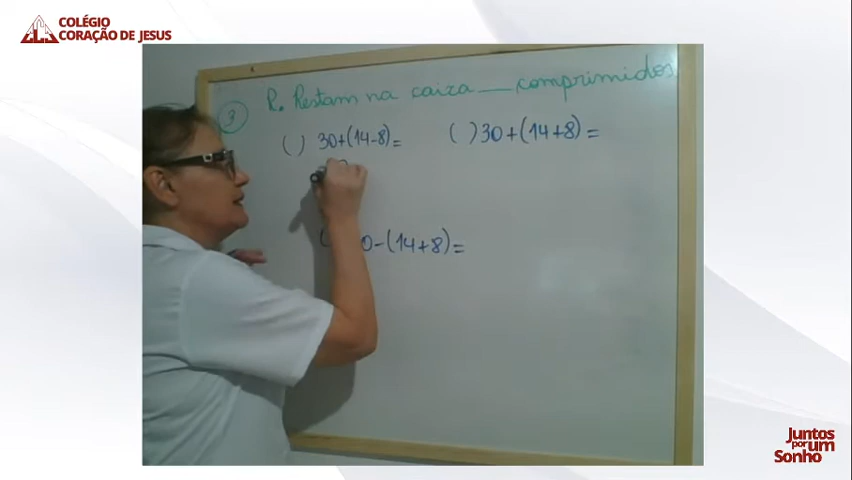 COLÉGIO
CORAÇÃO DE JESUS
3 R. Restam na caixa ___ comprimidos
( ) 30+(14-8)=
( ) 30+(14+8)=
0-(14+8)=
Juntos
por um
Sonho